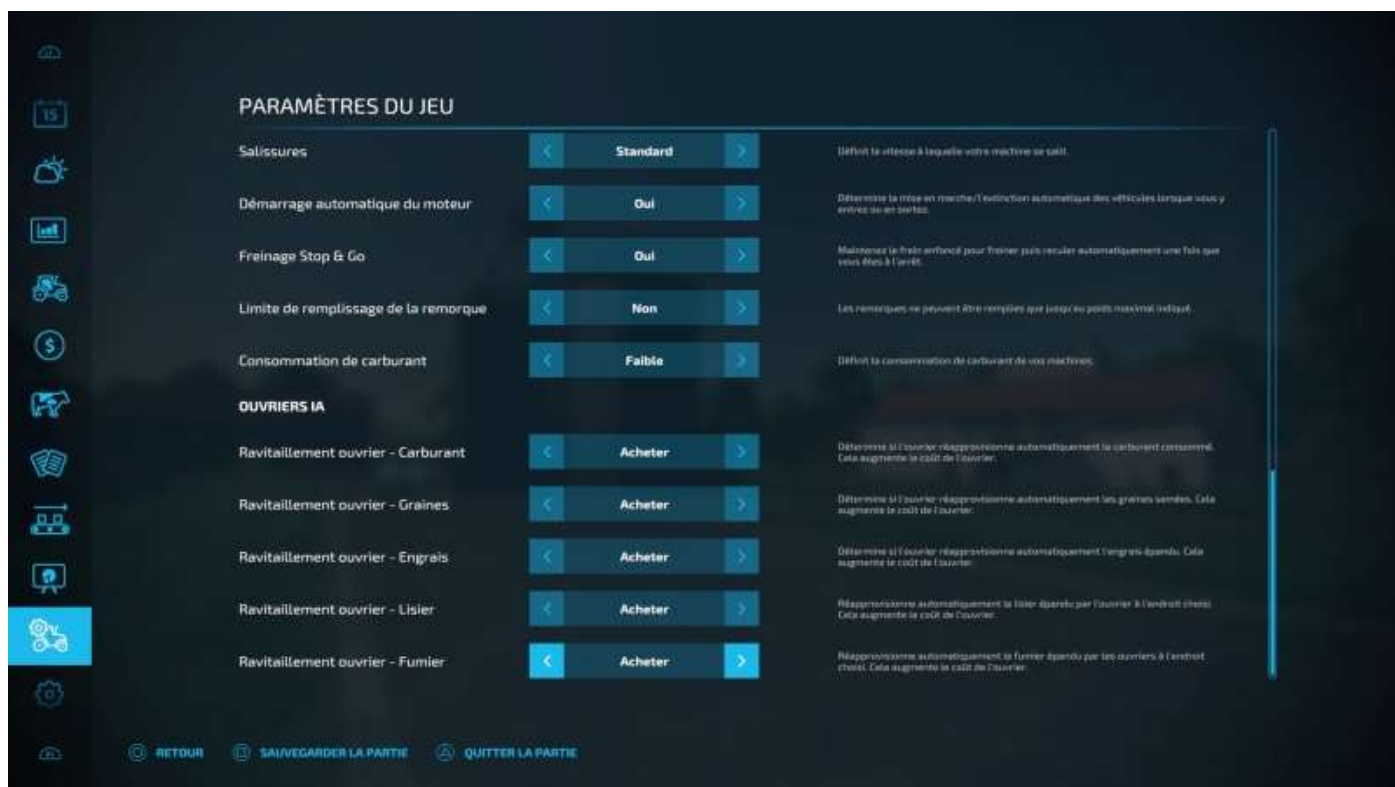 15
PARAMÈTRES DU JEU
Salissures
Standard
Définit la vitesse à laquelle votre machine se salit.
Démarrage automatique du moteur
Oui
Détermine la mise en marche/l'extinction automatique des véhicules lorsque vous y
entrez ou en sortez.
Freinage Stop & Go
Oui
Maintenez le frein enfoncé pour freiner puis reculer automatiquement une fois que
vous êtes à l'arrêt.
Limite de remplissage de la remorque
Non
Les remorques ne peuvent être remplies que jusqu'au poids maximal indiqué.
Consommation de carburant
Faible
Définit la consommation de carburant de vos machines.
OUVRIERS IA
Ravitaillement ouvrier - Carburant
Acheter
Détermine si l'ouvrier réapprovisionne automatiquement le carburant consommé.
Cela augmente le coût de l'ouvrier.
Ravitaillement ouvrier - Graines
Acheter
Détermine si l'ouvrier réapprovisionne automatiquement les graines semées. Cela
augmente le coût de l'ouvrier.
Ravitaillement ouvrier - Engrais
Acheter
Détermine si l'ouvrier réapprovisionne automatiquement l'engrais épandu. Cela
augmente le coût de l'ouvrier.
Ravitaillement ouvrier - Lisier
Acheter
Réapprovisionne automatiquement le lisier épandu par l'ouvrier à l'endroit choisi.
Cela augmente le coût de l'ouvrier.
Ravitaillement ouvrier - Fumier
Acheter
Réapprovisionne automatiquement le fumier épandu par les ouvriers à l'endroit
choisi. Cela augmente le coût de l'ouvrier.
RETOUR
SAUVEGARDER LA PARTIE
QUITTER LA PARTIE